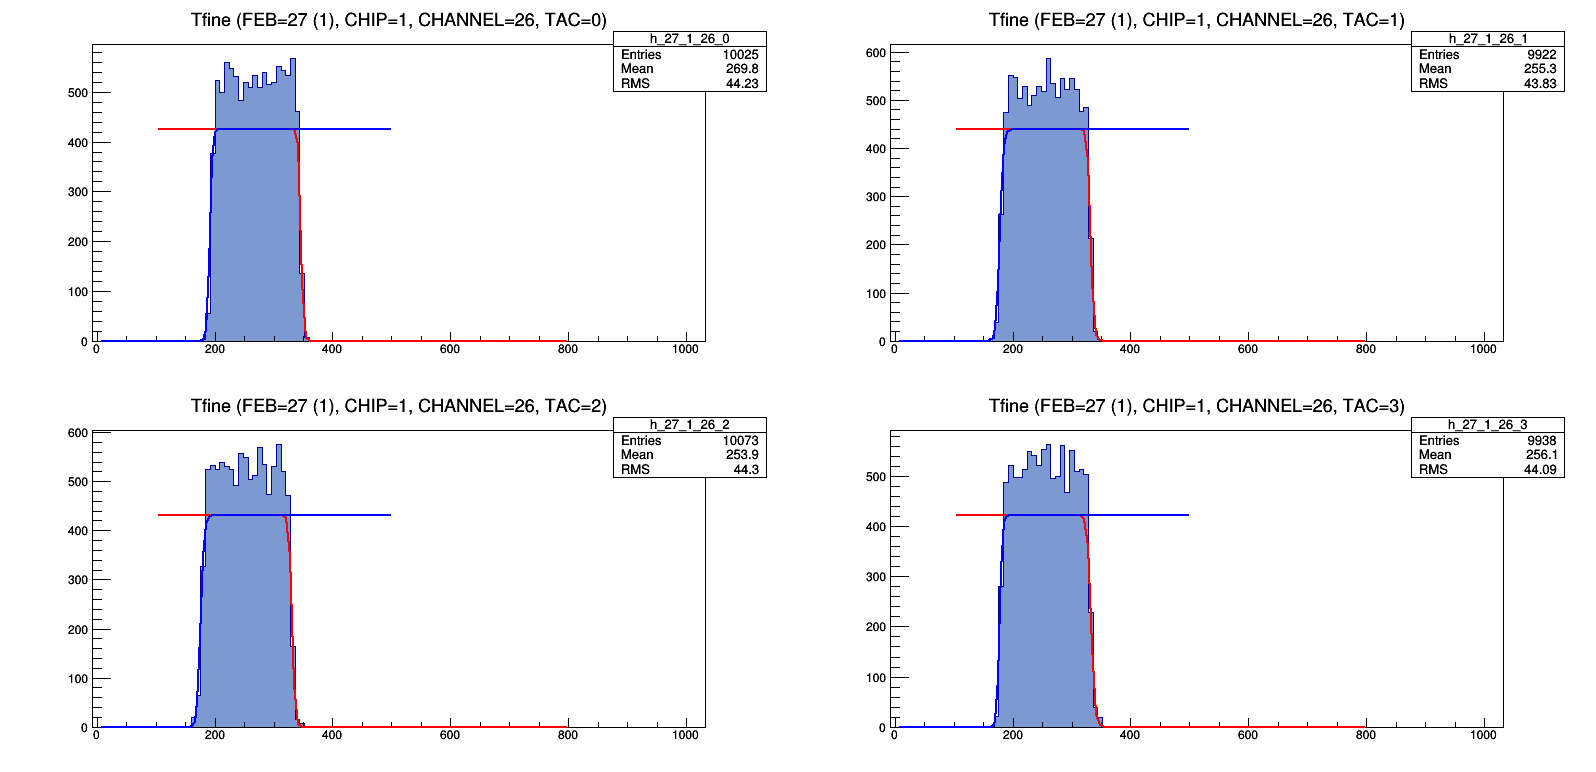 Tfine (FEB=27 (1), CHIP=1, CHANNEL=26, TAC=0)
h_27_1_26_0
Entries 10025
Mean 269.8
RMS 44.23
500
400
300
200
100
0
0 200 400 600 800 1000
Tfine (FEB=27 (1), CHIP=1, CHANNEL=26, TAC=1)
h_27_1_26_1
Entries 9922
Mean 255.3
RMS 43.83
600
500
400
300
200
100
0
0 200 400 600 800 1000
Tfine (FEB=27 (1), CHIP=1, CHANNEL=26, TAC=2)
h_27_1_26_2
Entries 10073
Mean 253.9
RMS 44.3
600
500
400
300
200
100
0
0 200 400 600 800 1000
Tfine (FEB=27 (1), CHIP=1, CHANNEL=26, TAC=3)
h_27_1_26_3
Entries 9938
Mean 256.1
RMS 44.09
500
400
300
200
100
0
0 200 400 600 800 1000